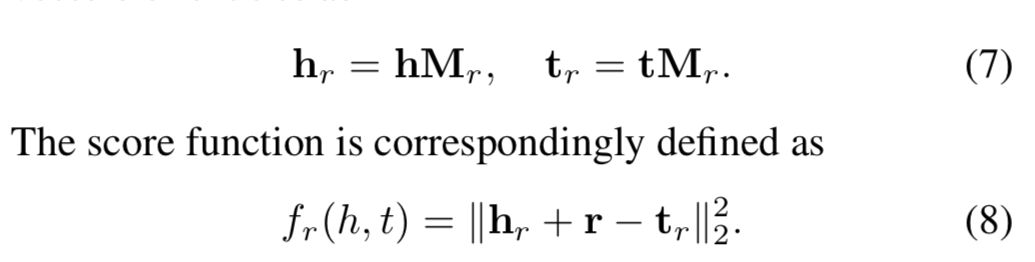 h_r = hM_r, t_r = tM_r. (7)
The score function is correspondingly defined as
f_r(h, t) = ‖h_r + r − t_r‖_2^2. (8)